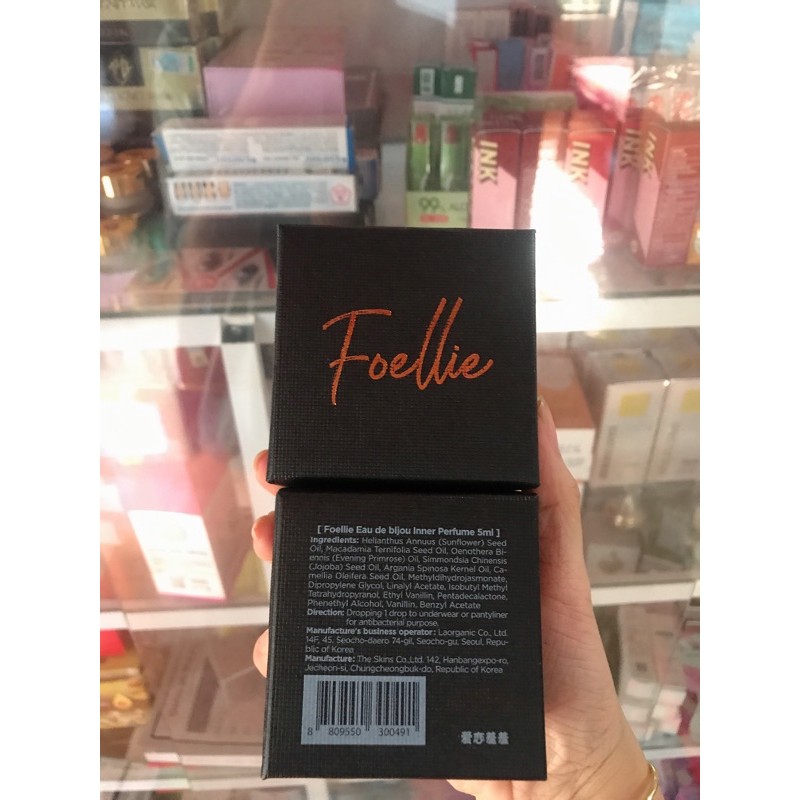 INK
INK
INK
99%
Foellie
[ Foellie Eau de bijou Inner Perfume 5ml ]
Ingredients: Helianthus Annuus (Sunflower) Seed
Oil, Macadamia Ternifolia Seed Oil, Oenothera Bi-
ennis (Evening Primrose) Oil, Simmondsia Chinensis
(Jojoba) Seed Oil, Argania Spinosa Kernel Oil, Ca-
mellia Oleifera Seed Oil, Methyldihydrojasmonate,
Dipropylene Glycol, Linalyl Acetate, Isobutyl Methyl
Tetrahydropyranol, Ethyl Vanillin, Pentadecalactone,
Phenethyl Alcohol, Vanillin, Benzyl Acetate
Direction: Dropping 1 drop to underwear or pantyliner
for antibacterial purpose.
Manufacture's business operator: Laorganic Co., Ltd.
14F, 45, Seocho-daero 74-gil, Seocho-gu, Seoul, Repu-
blic of Korea
Manufacture: The Skins Co.,Ltd. 142, Hanbangexpo-ro,
Jecheon-si, Chungcheongbuk-do, Republic of Korea
8 809550 300491